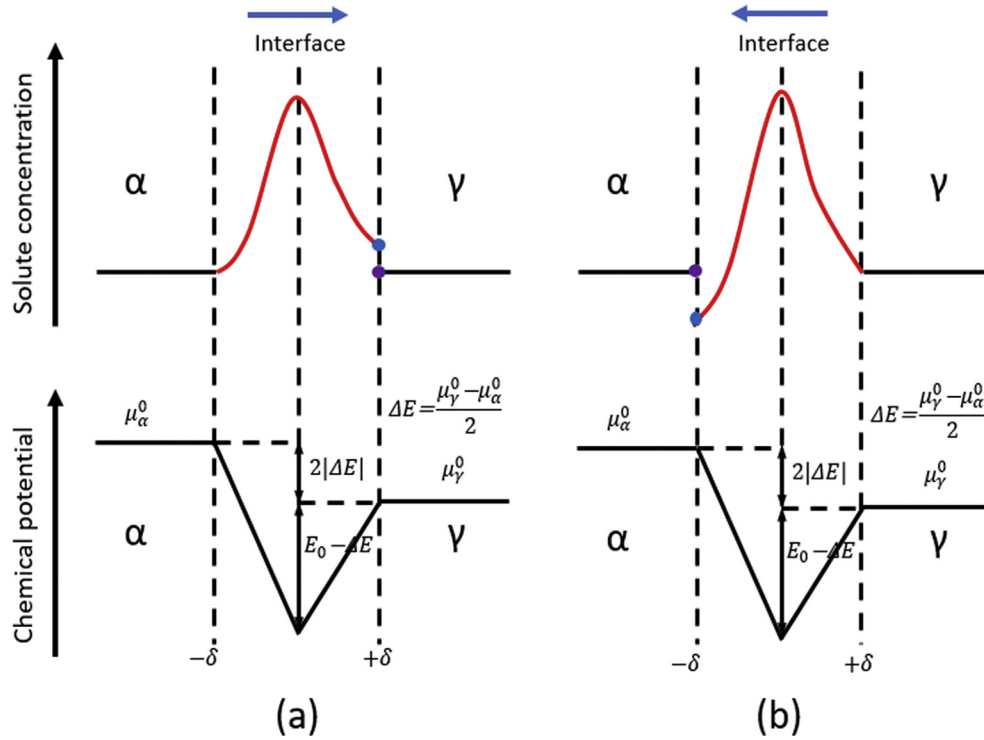 Interface
Interface
Solute concentration
α
γ
α
γ
μ_α^0
ΔE = (μ_γ^0 − μ_α^0) / 2
μ_α^0
ΔE = (μ_γ^0 − μ_α^0) / 2
2|ΔE|
μ_γ^0
2|ΔE|
μ_γ^0
Chemical potential
α
E_0 − ΔE
γ
α
E_0 − ΔE
γ
−δ
+δ
−δ
+δ
(a)
(b)